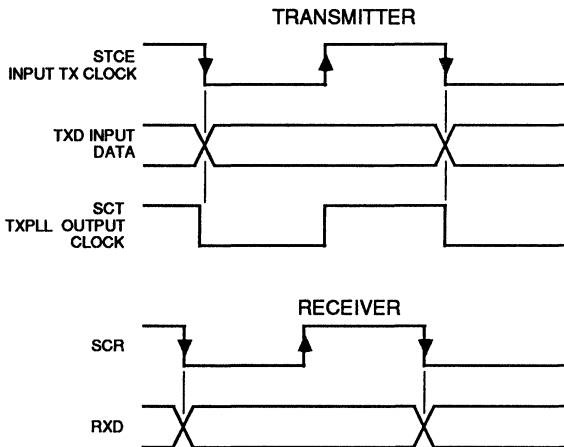 TRANSMITTER
STCE
INPUT TX CLOCK
TXD INPUT
DATA
SCT
TXPLL OUTPUT
CLOCK
RECEIVER
SCR
RXD